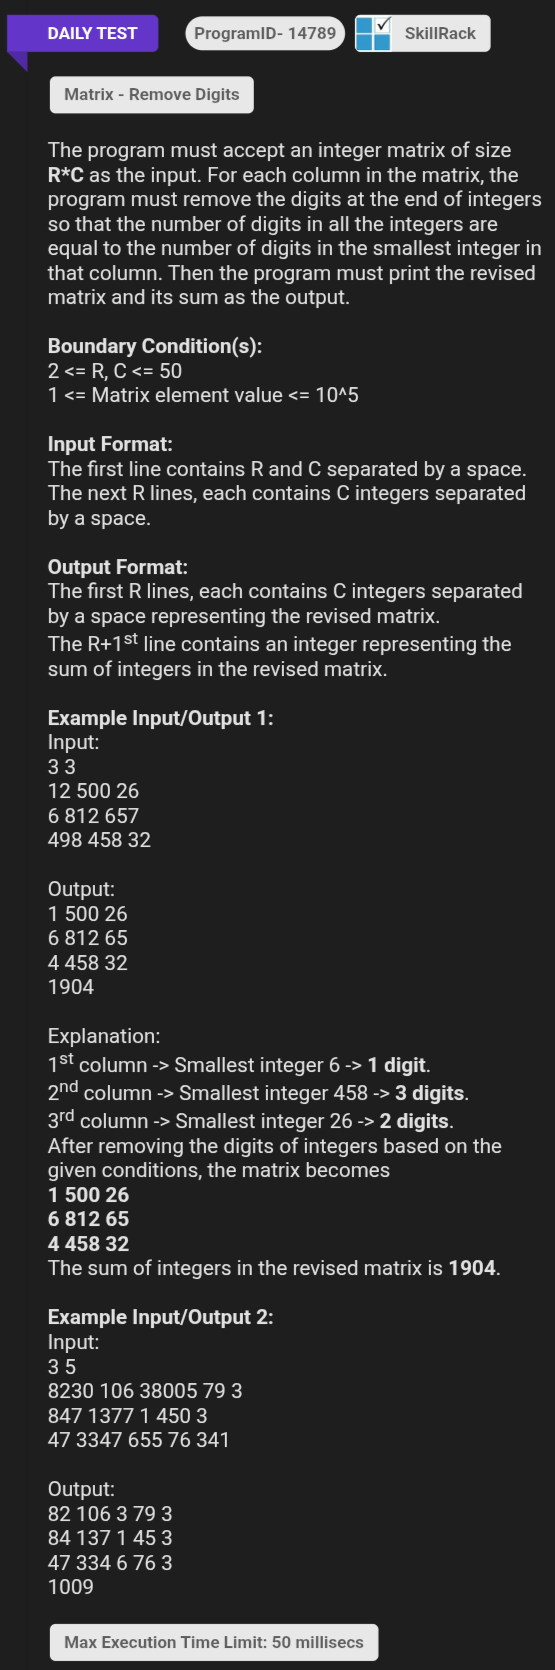 DAILY TEST
ProgramID- 14789
SkillRack
Matrix - Remove Digits
The program must accept an integer matrix of size
R*C as the input. For each column in the matrix, the
program must remove the digits at the end of integers
so that the number of digits in all the integers are
equal to the number of digits in the smallest integer in
that column. Then the program must print the revised
matrix and its sum as the output.
Boundary Condition(s):
2 <= R, C <= 50
1 <= Matrix element value <= 10^5
Input Format:
The first line contains R and C separated by a space.
The next R lines, each contains C integers separated
by a space.
Output Format:
The first R lines, each contains C integers separated
by a space representing the revised matrix.
The R+1st line contains an integer representing the
sum of integers in the revised matrix.
Example Input/Output 1:
Input:
3 3
12 500 26
6 812 657
498 458 32
Output:
1 500 26
6 812 65
4 458 32
1904
Explanation:
1st column -> Smallest integer 6 -> 1 digit.
2nd column -> Smallest integer 458 -> 3 digits.
3rd column -> Smallest integer 26 -> 2 digits.
After removing the digits of integers based on the
given conditions, the matrix becomes
1 500 26
6 812 65
4 458 32
The sum of integers in the revised matrix is 1904.
Example Input/Output 2:
Input:
3 5
8230 106 38005 79 3
847 1377 1 450 3
47 3347 655 76 341
Output:
82 106 3 79 3
84 137 1 45 3
47 334 6 76 3
1009
Max Execution Time Limit: 50 millisecs